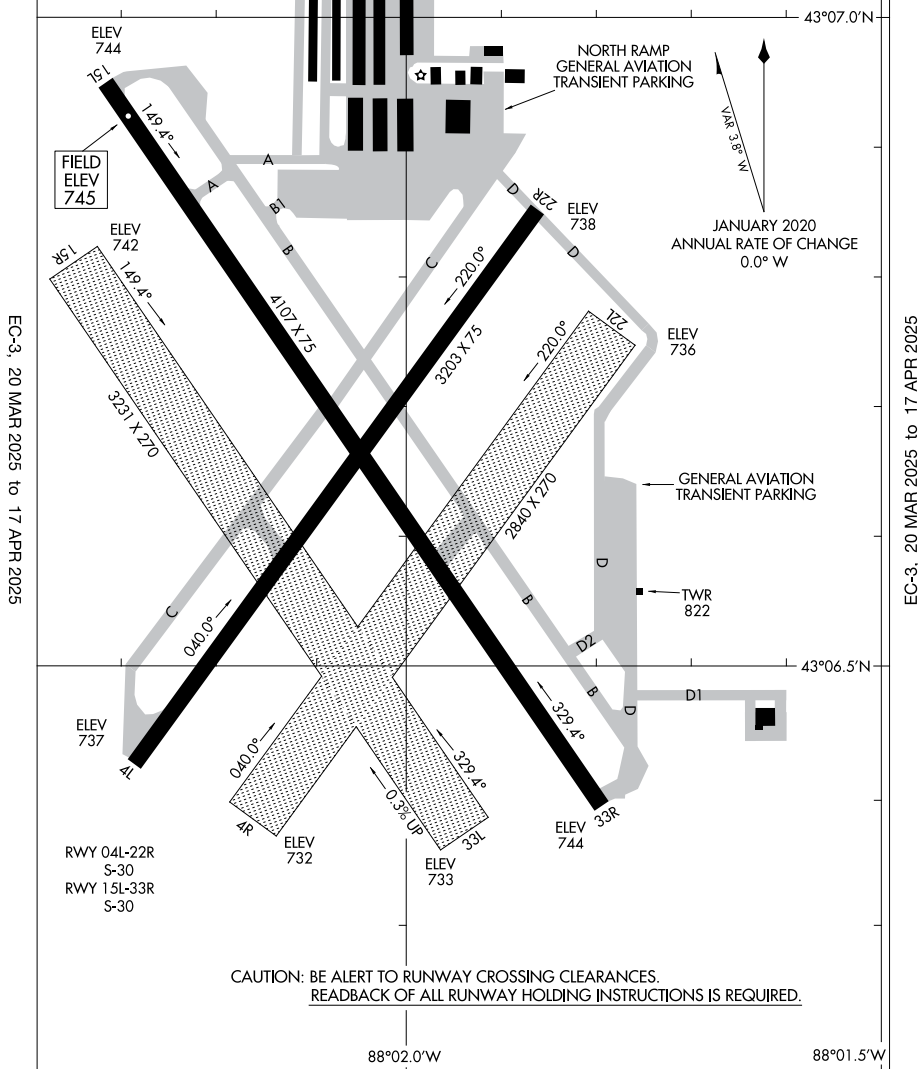 43°07.0'N
ELEV
744
15L
NORTH RAMP
GENERAL AVIATION
TRANSIENT PARKING
VAR 3.8° W
JANUARY 2020
ANNUAL RATE OF CHANGE
0.0° W
149.4°
FIELD
ELEV
745
A
A
B1
B
D
22R
ELEV
738
D
C
220.0°
ELEV
742
15R
149.4°
4107 X 75
3203 X 75
220.0°
22L
ELEV
736
EC-3, 20 MAR 2025 to 17 APR 2025
EC-3, 20 MAR 2025 to 17 APR 2025
3231 X 270
2840 X 270
GENERAL AVIATION
TRANSIENT PARKING
D
TWR
822
B
C
040.0°
D2
43°06.5'N
B
D
D1
329.4°
ELEV
737
4L
040.0°
329.4°
0.3% UP
4R
ELEV
732
33L
ELEV
733
33R
ELEV
744
RWY 04L-22R
S-30
RWY 15L-33R
S-30
CAUTION: BE ALERT TO RUNWAY CROSSING CLEARANCES.
READBACK OF ALL RUNWAY HOLDING INSTRUCTIONS IS REQUIRED.
88°02.0'W
88°01.5'W